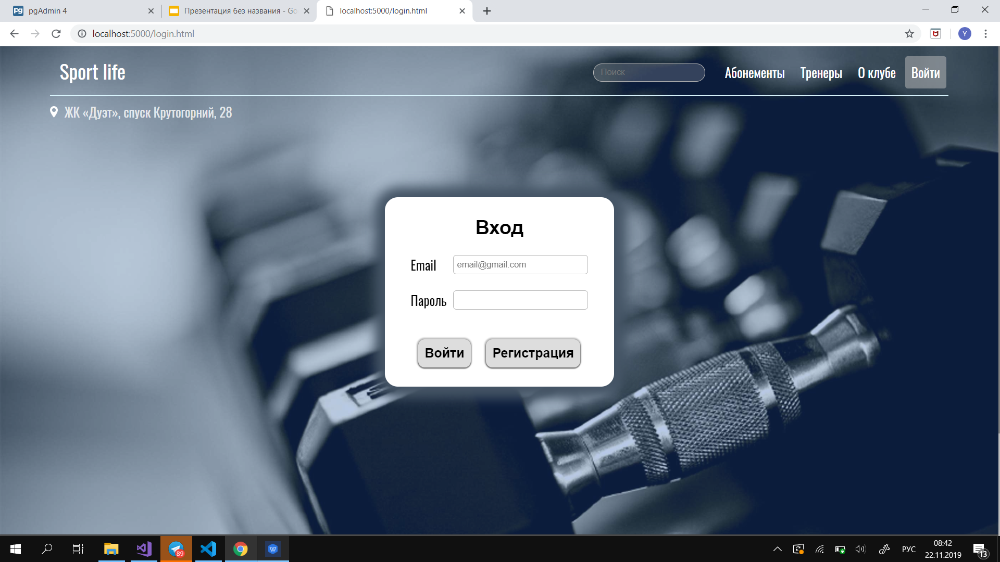 pgAdmin 4
Презентация без названия - Go
localhost:5000/login.html
localhost:5000/login.html
Y
Sport life
Поиск
Абонементы
Тренеры
О клубе
Войти
ЖК «Дуэт», спуск Крутогорний, 28
Вход
Email
email@gmail.com
Пароль
Войти
Регистрация
89
РУС
08:42
22.11.2019
13